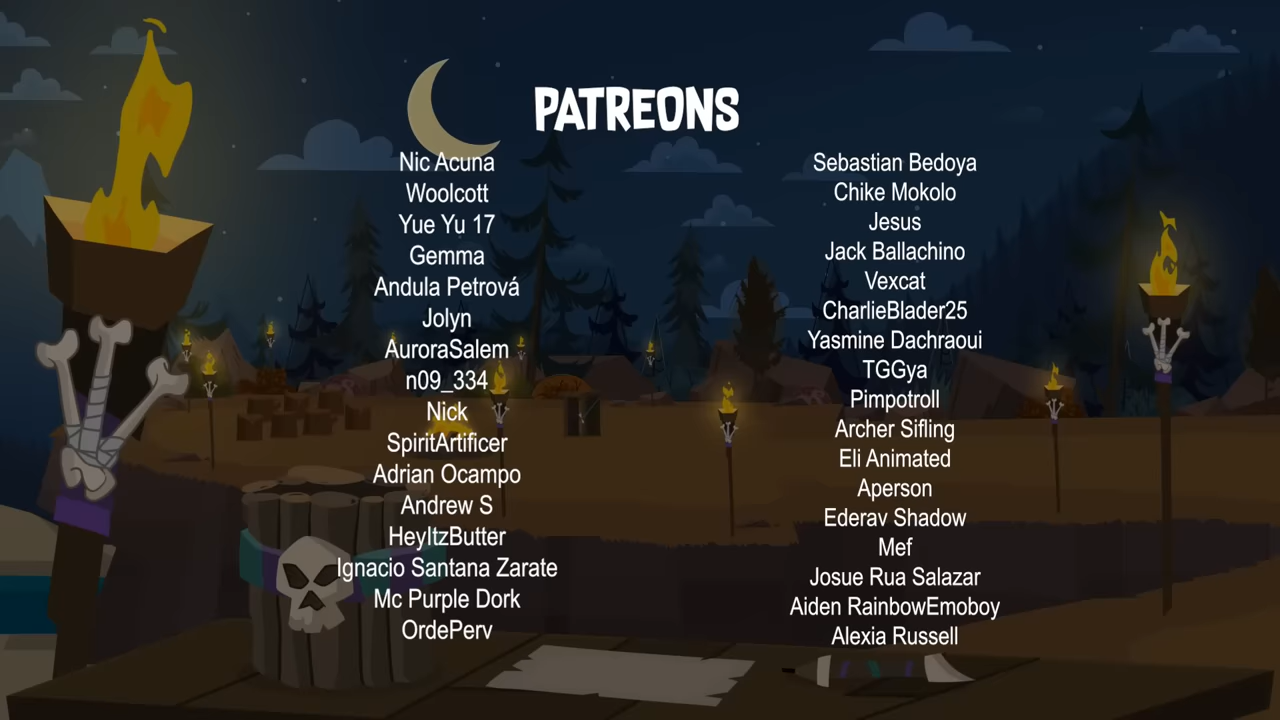 PATREONS
Nic Acuna
Woolcott
Yue Yu 17
Gemma
Andula Petrová
Jolyn
AuroraSalem
n09_334
Nick
SpiritArtificer
Adrian Ocampo
Andrew S
HeyItzButter
Ignacio Santana Zarate
Mc Purple Dork
OrdePerv
Sebastian Bedoya
Chike Mokolo
Jesus
Jack Ballachino
Vexcat
CharlieBlader25
Yasmine Dachraoui
TGGya
Pimpotroll
Archer Sifling
Eli Animated
Aperson
Ederav Shadow
Mef
Josue Rua Salazar
Aiden RainbowEmoboy
Alexia Russell